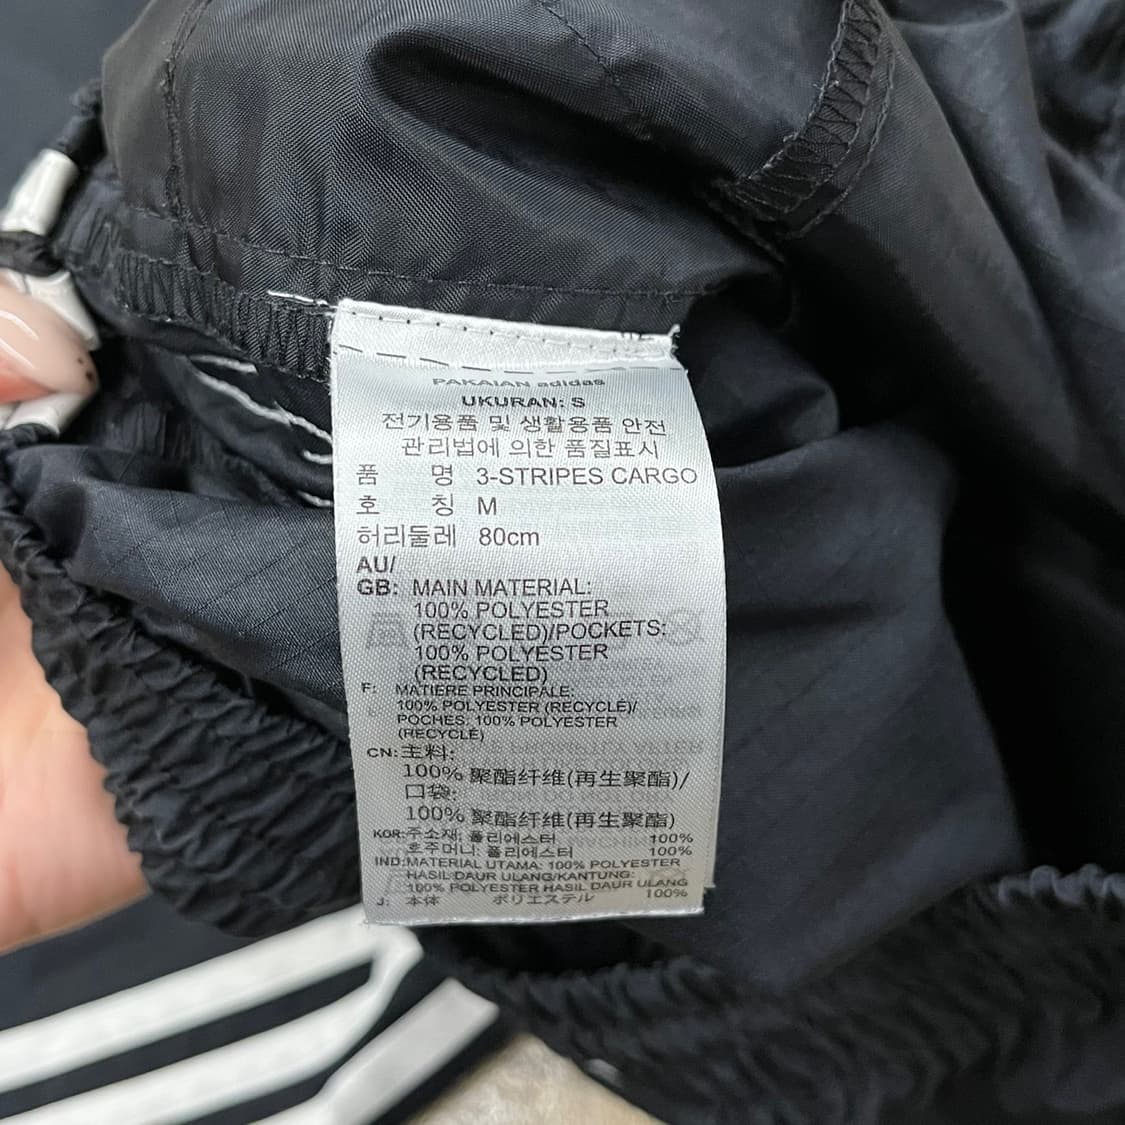 PAKAIAN adidas
UKURAN: S
전기용품 및 생활용품 안전
관리법에 의한 품질표시
품 명 3-STRIPES CARGO
호 칭 M
허리둘레 80cm
AU/
GB: MAIN MATERIAL:
100% POLYESTER
(RECYCLED)/POCKETS:
100% POLYESTER
(RECYCLED)
F: MATIERE PRINCIPALE:
100% POLYESTER (RECYCLÉ)/
POCHES: 100% POLYESTER
(RECYCLÉ)
CN: 主料:
100% 聚酯纤维(再生聚酯)/
口袋:
100% 聚酯纤维(再生聚酯)
KOR: 주소재: 폴리에스터 100%
호주머니: 폴리에스터 100%
IND: MATERIAL UTAMA: 100% POLYESTER
HASIL DAUR ULANG/KANTUNG:
100% POLYESTER HASIL DAUR ULANG
J: 本体 ポリエステル 100%